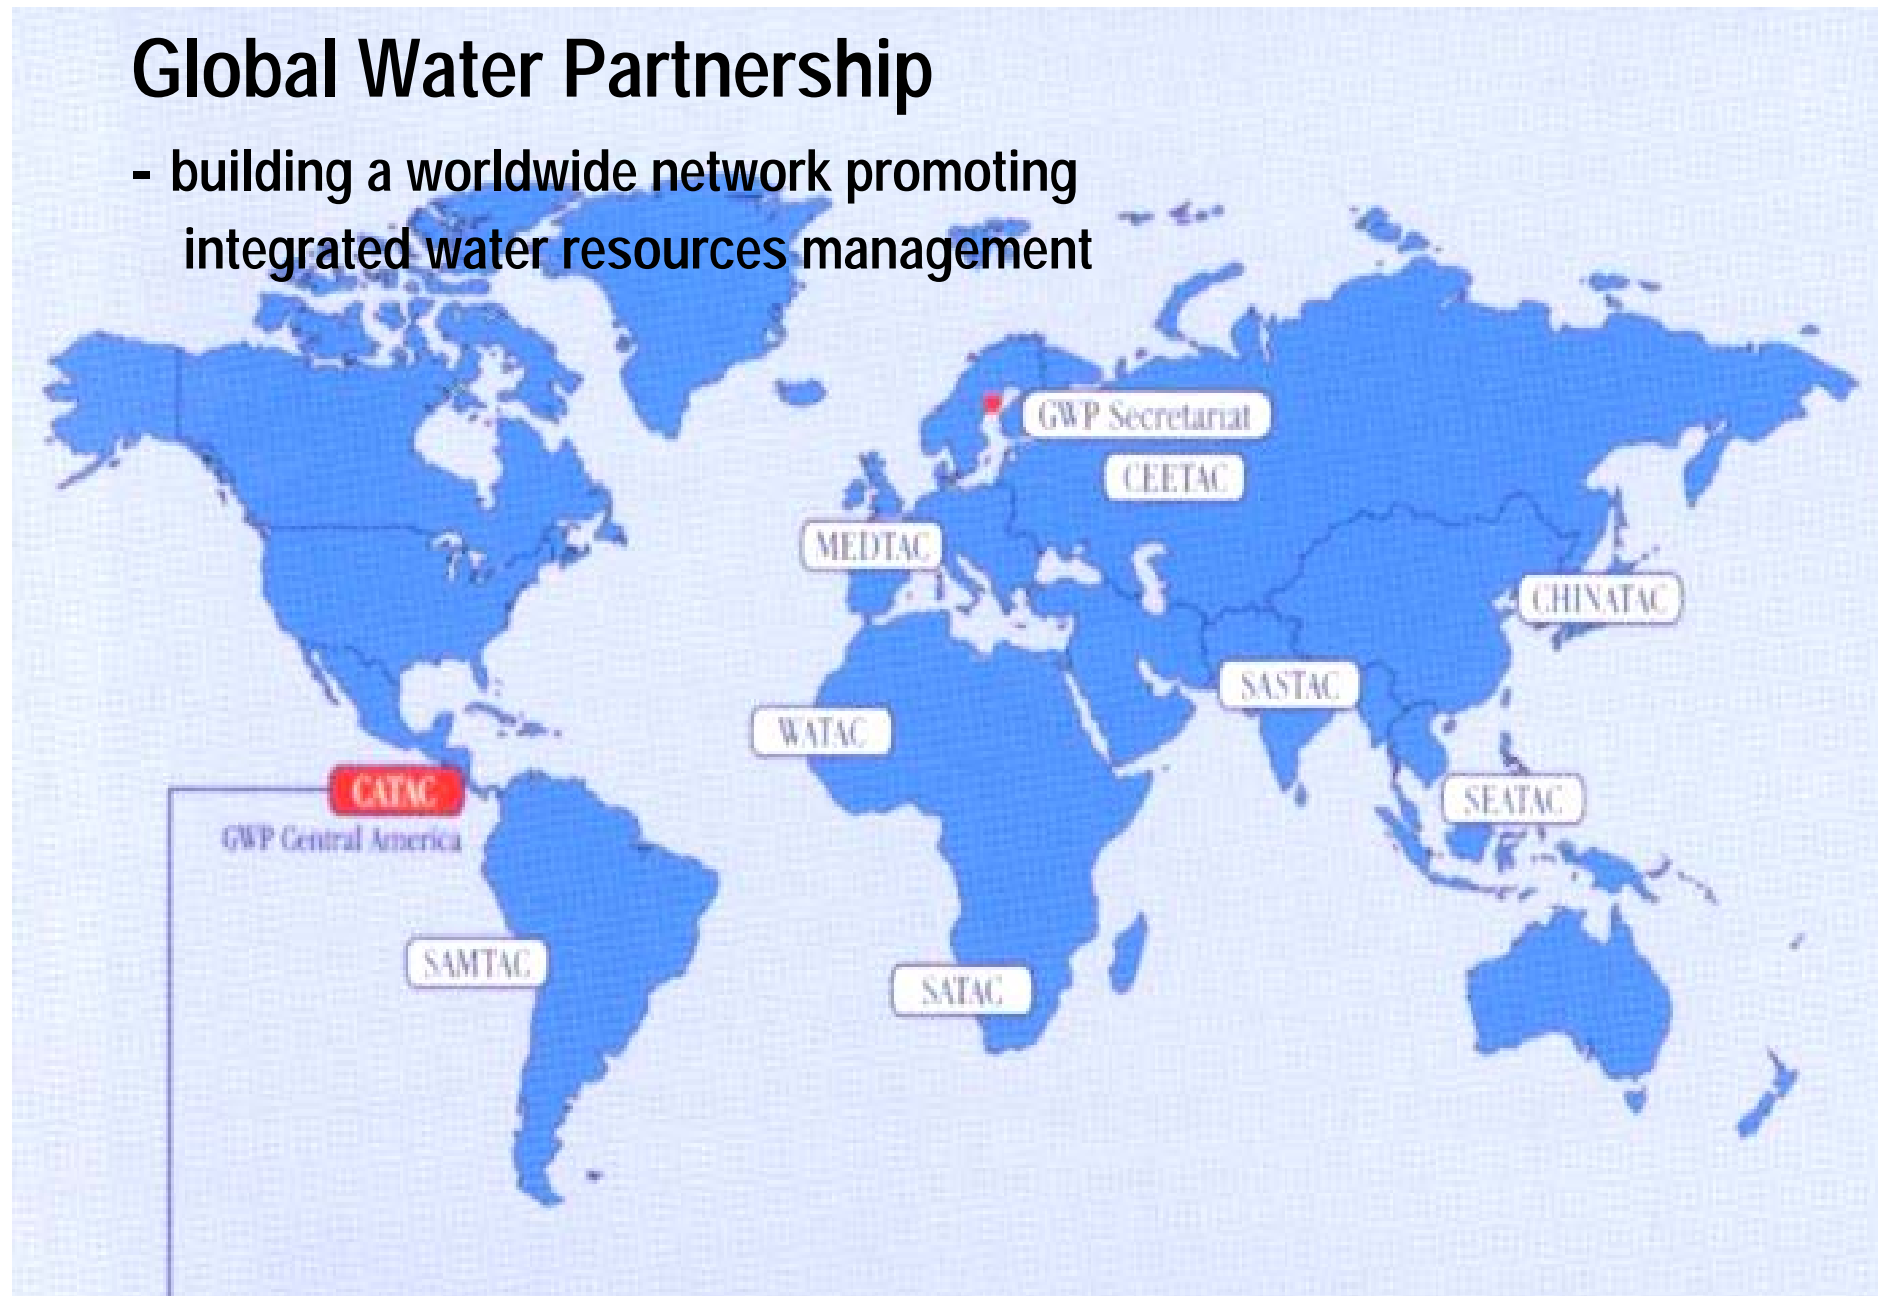 Global Water Partnership
- building a worldwide network promoting
integrated water resources management
GWP Secretariat
CEETAC
MEDTAC
CHINATAC
SASTAC
WATAC
CATAC
SEATAC
GWP Central America
SAMTAC
SATAC